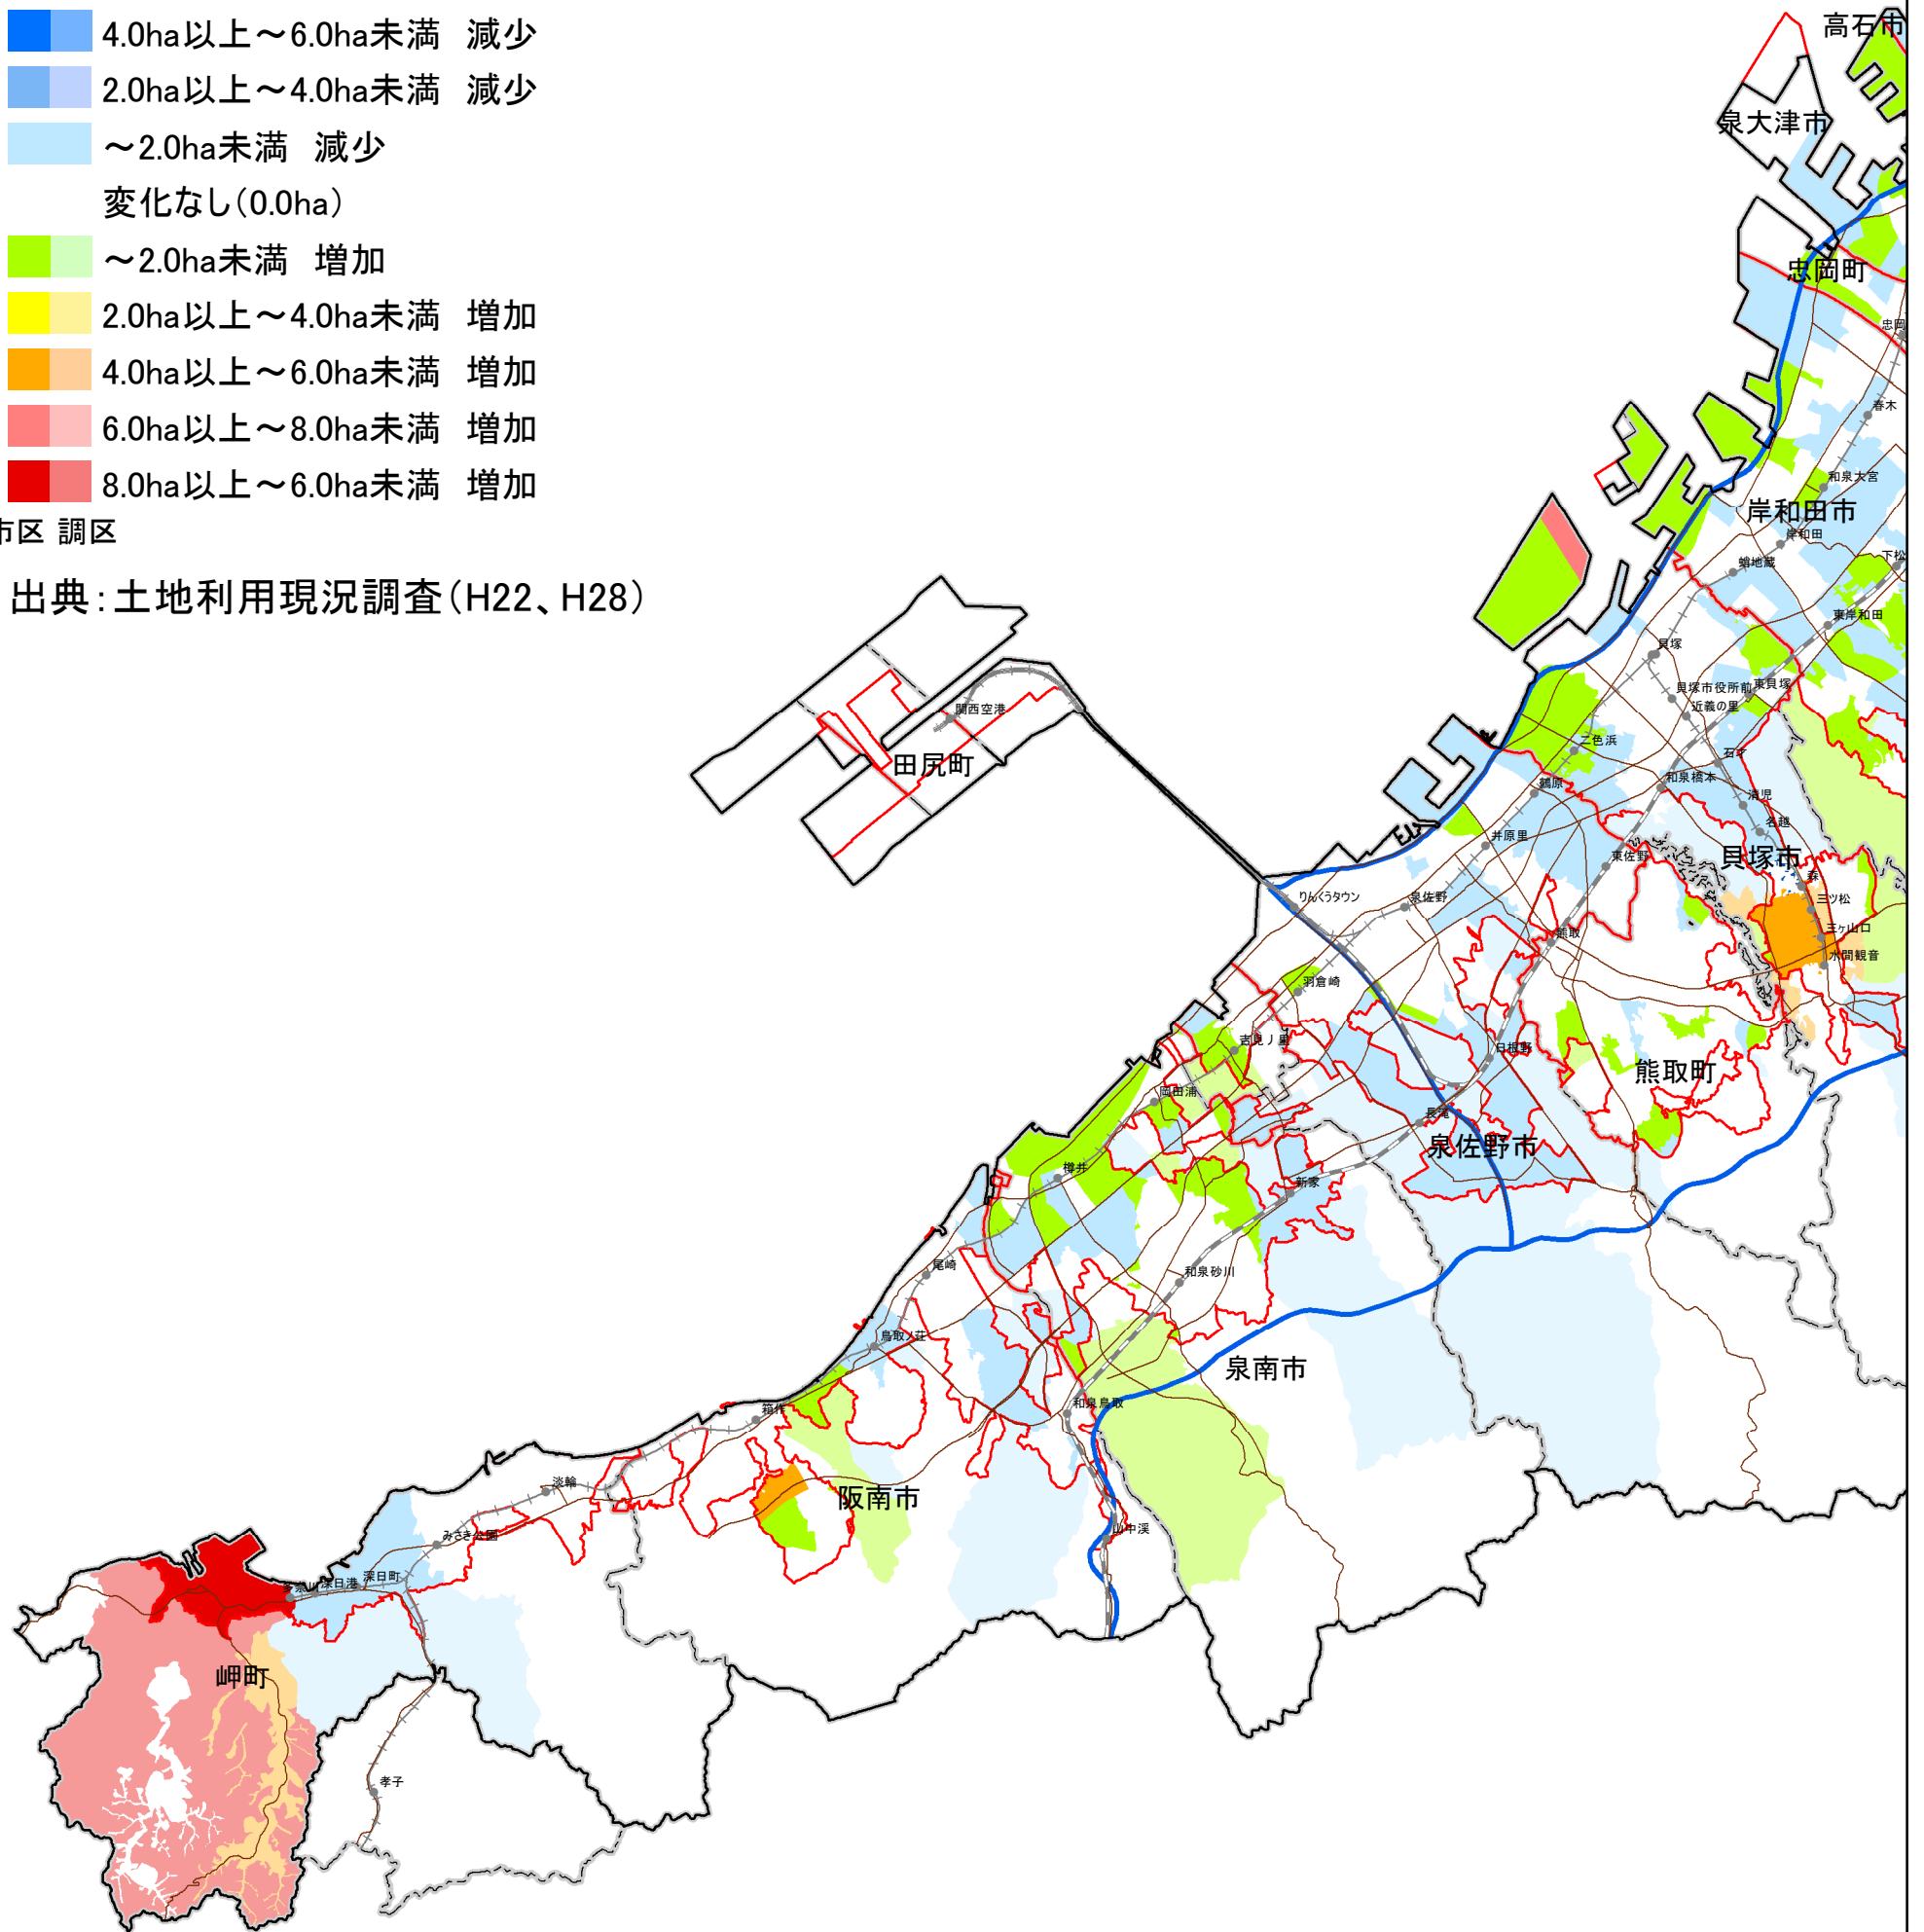 4.0ha以上～6.0ha未満　減少
2.0ha以上～4.0ha未満　減少
～2.0ha未満　減少
変化なし(0.0ha)
～2.0ha未満　増加
2.0ha以上～4.0ha未満　増加
4.0ha以上～6.0ha未満　増加
6.0ha以上～8.0ha未満　増加
8.0ha以上～6.0ha未満　増加
市区 調区
出典：土地利用現況調査(H22、H28)
高石市
泉大津市
忠岡町
忠岡
春木
和泉大宮
岸和田市
岸和田
蛸地蔵
下松
東岸和田
貝塚
貝塚市役所前
東貝塚
近義の里
関西空港
田尻町
二色浜
石才
和泉橋本
鶴原
清児
名越
井原里
東佐野
貝塚市
森
三ツ松
三ヶ山口
水間観音
りんくうタウン
泉佐野
熊取
羽倉崎
吉見ノ里
日根野
熊取町
岡田浦
長滝
泉佐野市
樽井
新家
尾崎
和泉砂川
鳥取ノ荘
泉南市
箱作
和泉鳥取
淡輪
阪南市
みさき公園
山中渓
多奈川
深日港
深日町
岬町
孝子